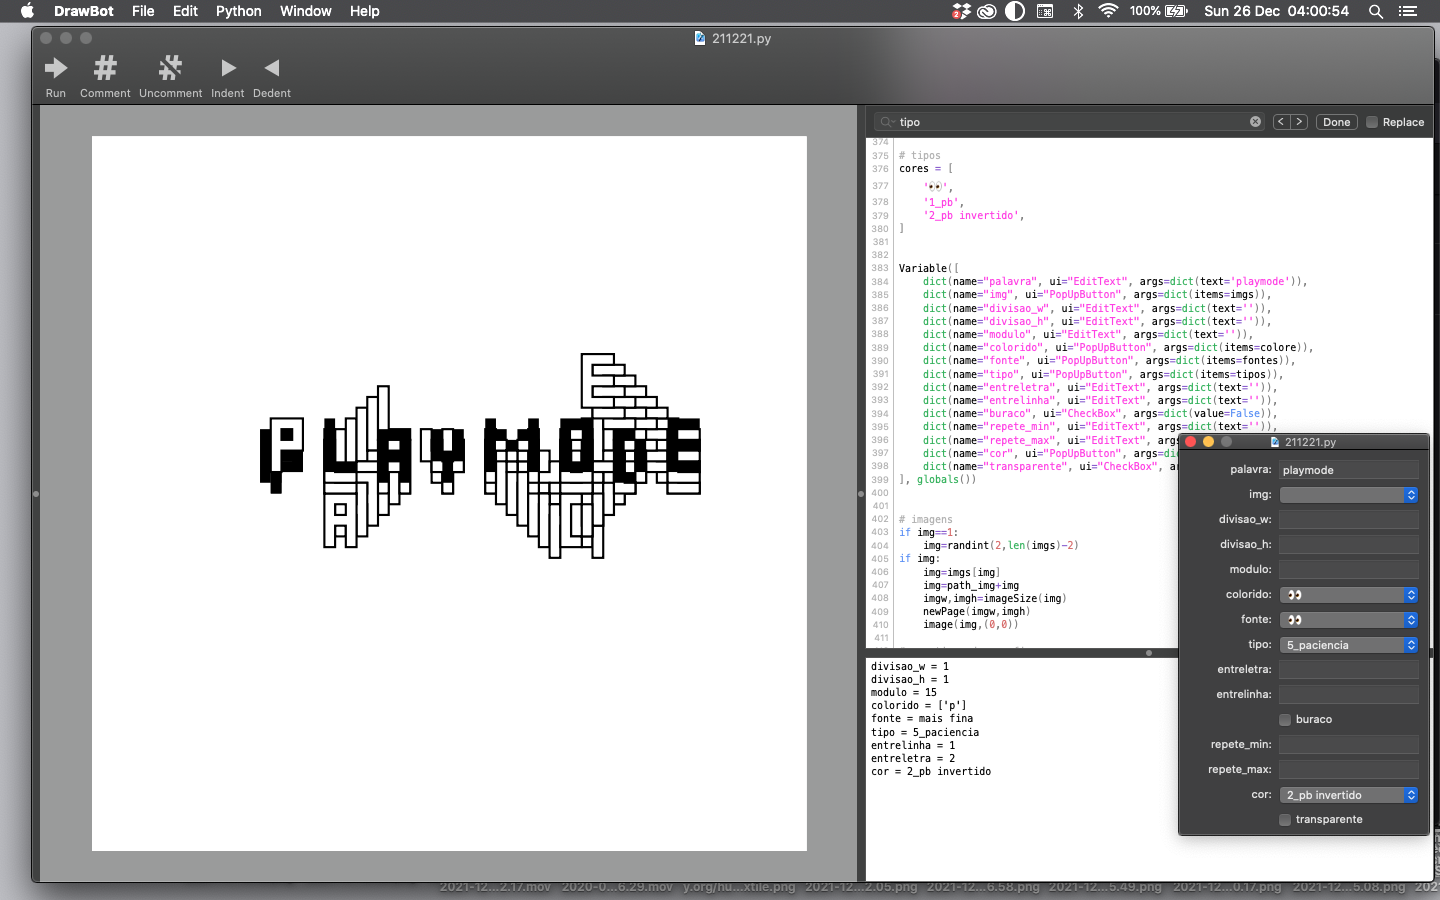 DrawBot File Edit Python Window Help
2 100% Sun 26 Dec 04:00:54
211221.py
Run Comment Uncomment Indent Dedent
PLAYMODE
tipo
< > Done Replace
374
375 # tipos
376 cores = [
377 '👀',
378 '1_pb',
379 '2_pb invertido',
380 ]
381
382
383 Variable([
384 dict(name="palavra", ui="EditText", args=dict(text='playmode')),
385 dict(name="img", ui="PopUpButton", args=dict(items=imgs)),
386 dict(name="divisao_w", ui="EditText", args=dict(text='')),
387 dict(name="divisao_h", ui="EditText", args=dict(text='')),
388 dict(name="modulo", ui="EditText", args=dict(text='')),
389 dict(name="colorido", ui="PopUpButton", args=dict(items=colore)),
390 dict(name="fonte", ui="PopUpButton", args=dict(items=fontes)),
391 dict(name="tipo", ui="PopUpButton", args=dict(items=tipos)),
392 dict(name="entreletra", ui="EditText", args=dict(text='')),
393 dict(name="entrelinha", ui="EditText", args=dict(text='')),
394 dict(name="buraco", ui="CheckBox", args=dict(value=False)),
395 dict(name="repete_min", ui="EditText", args=dict(text='')),
396 dict(name="repete_max", ui="EditText", a
397 dict(name="cor", ui="PopUpButton", args=d
398 dict(name="transparente", ui="CheckBox", a
399 ], globals())
400
401
402 # imagens
403 if img==1:
404 img=randint(2,len(imgs)-2)
405 if img:
406 img=imgs[img]
407 img=path_img+img
408 imgw,imgh=imageSize(img)
409 newPage(imgw,imgh)
410 image(img,(0,0))
411
divisao_w = 1
divisao_h = 1
modulo = 15
colorido = ['p']
fonte = mais fina
tipo = 5_paciencia
entrelinha = 1
entreletra = 2
cor = 2_pb invertido
211221.py
palavra: playmode
img:
divisao_w:
divisao_h:
modulo:
colorido: 👀
fonte: 👀
tipo: 5_paciencia
entreletra:
entrelinha:
buraco
repete_min:
repete_max:
cor: 2_pb invertido
transparente
2021-12...2.17.mov 2020-0...6.29.mov y.org/hu...xtile.png 2021-12...2.05.png 2021-12...6.58.png 2021-12...5.49.png 2021-12...0.17.png 2021-12...5.08.png 202